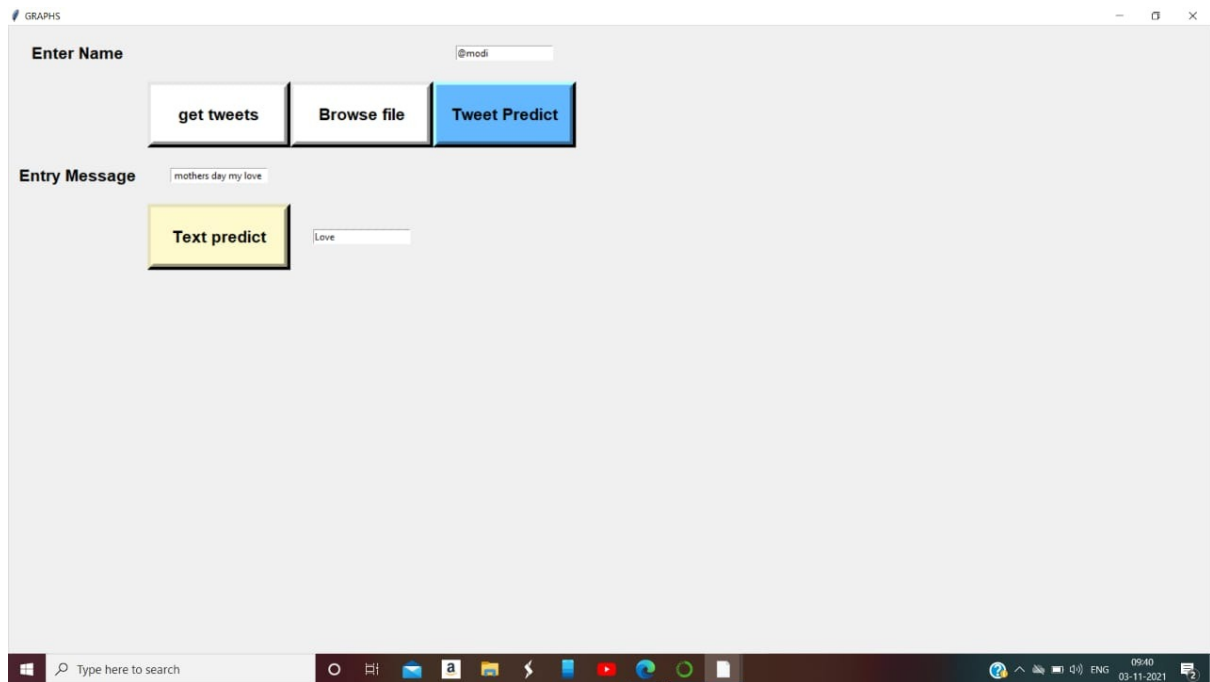 GRAPHS
Enter Name @modi
get tweets Browse file Tweet Predict
Entry Message mothers day my love
Text predict Love
Type here to search a ENG 09:40
03-11-2021 2